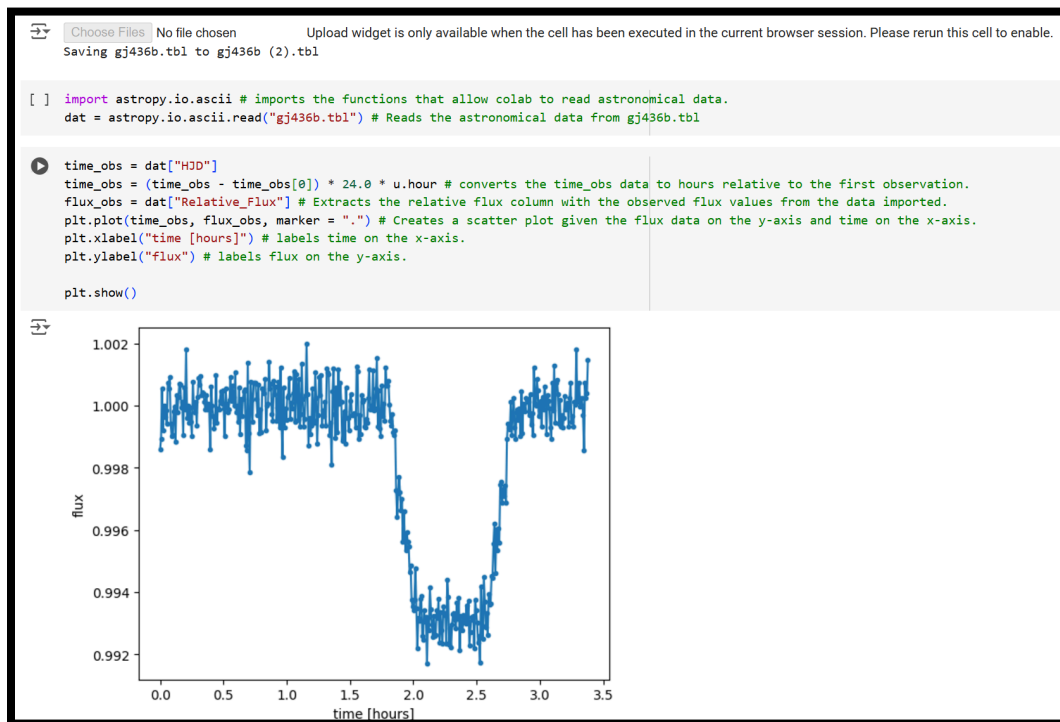 Choose Files No file chosen Upload widget is only available when the cell has been executed in the current browser session. Please rerun this cell to enable.
Saving gj436b.tbl to gj436b (2).tbl
[ ] import astropy.io.ascii # imports the functions that allow colab to read astronomical data.
dat = astropy.io.ascii.read("gj436b.tbl") # Reads the astronomical data from gj436b.tbl
time_obs = dat["HJD"]
time_obs = (time_obs - time_obs[0]) * 24.0 * u.hour # converts the time_obs data to hours relative to the first observation.
flux_obs = dat["Relative_Flux"] # Extracts the relative flux column with the observed flux values from the data imported.
plt.plot(time_obs, flux_obs, marker = ".") # Creates a scatter plot given the flux data on the y-axis and time on the x-axis.
plt.xlabel("time [hours]") # labels time on the x-axis.
plt.ylabel("flux") # labels flux on the y-axis.
plt.show()
1.002
1.000
0.998
0.996
0.994
0.992
flux
0.0 0.5 1.0 1.5 2.0 2.5 3.0 3.5
time [hours]